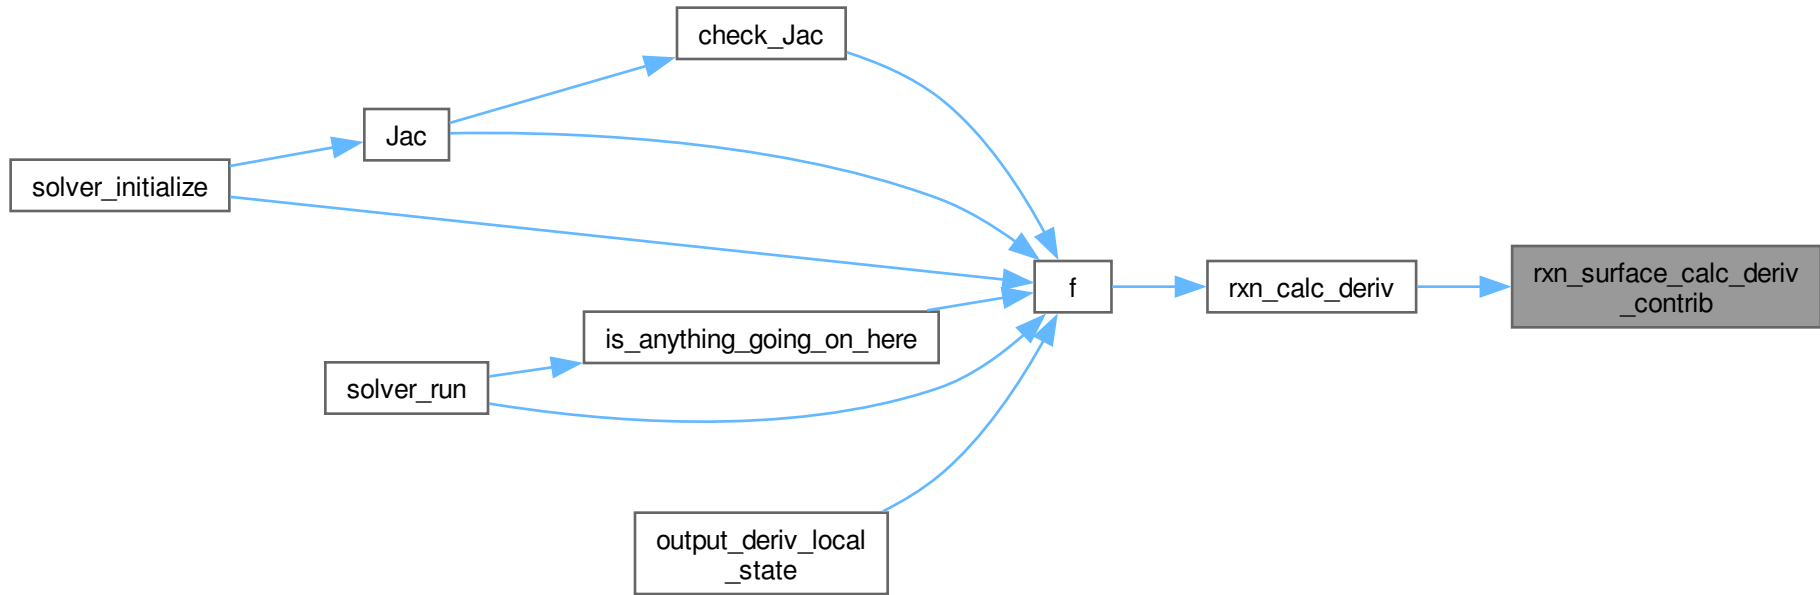 check_Jac
Jac
solver_initialize
f
rxn_calc_deriv
rxn_surface_calc_deriv
_contrib
is_anything_going_on_here
solver_run
output_deriv_local
_state